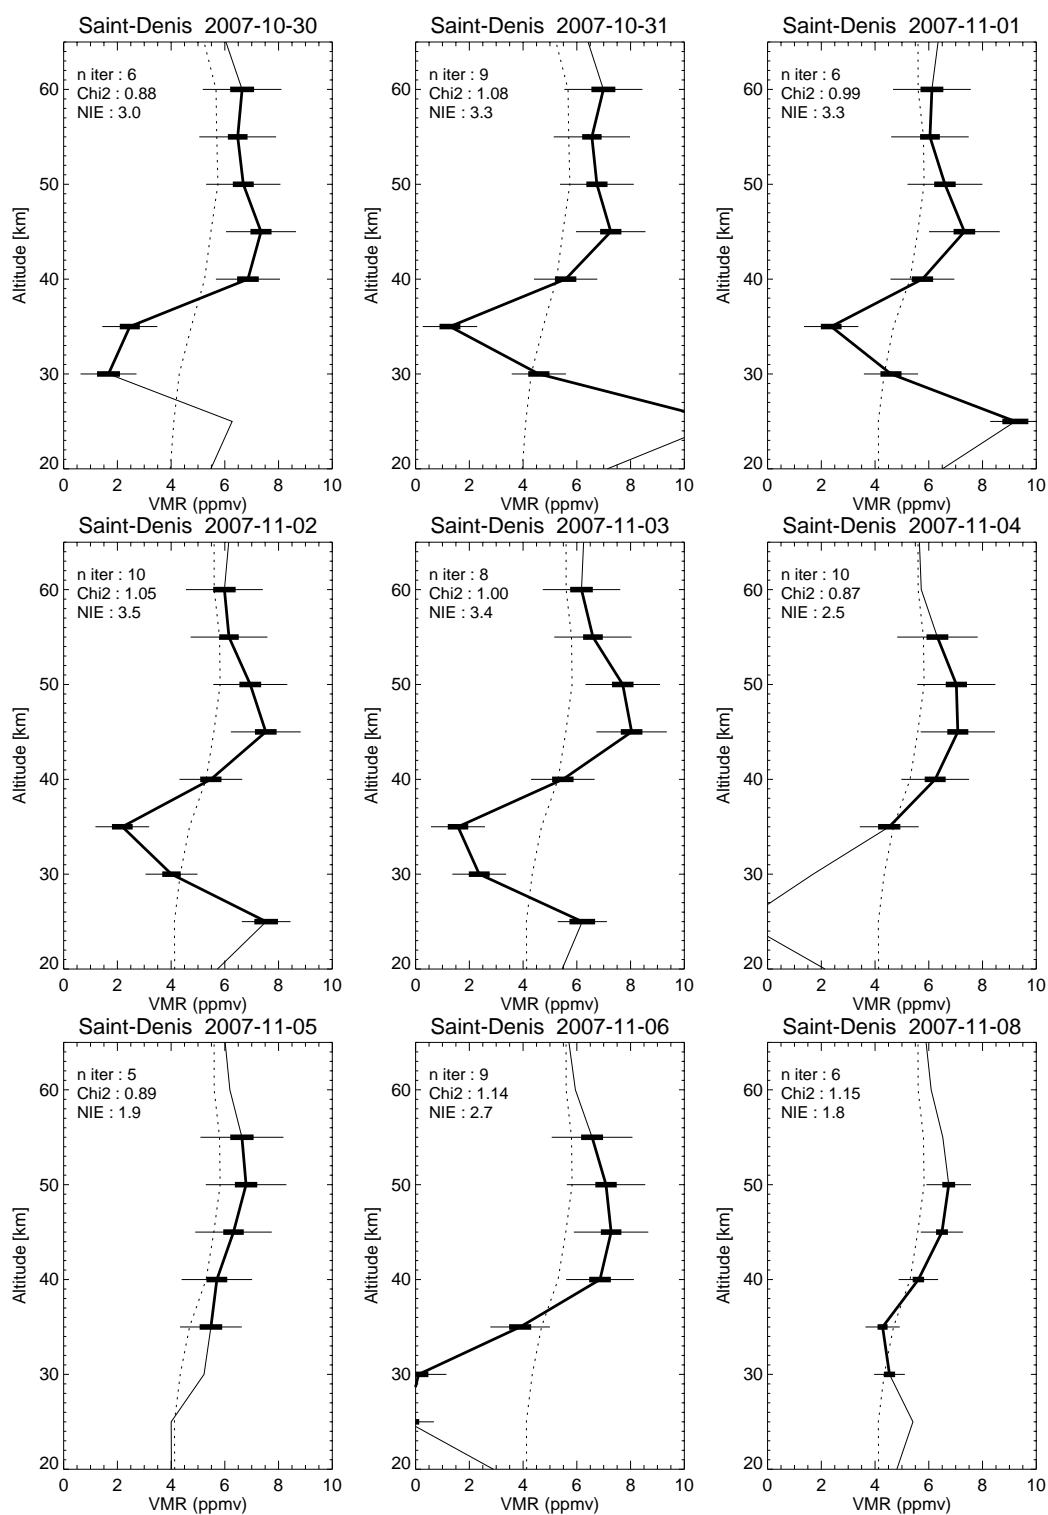 Saint-Denis 2007-10-30
n iter : 6
Chi2 : 0.88
NIE : 3.0
Altitude [km]
60
50
40
30
20
0 2 4 6 8 10
VMR (ppmv)
Saint-Denis 2007-10-31
n iter : 9
Chi2 : 1.08
NIE : 3.3
Altitude [km]
60
50
40
30
20
0 2 4 6 8 10
VMR (ppmv)
Saint-Denis 2007-11-01
n iter : 6
Chi2 : 0.99
NIE : 3.3
Altitude [km]
60
50
40
30
20
0 2 4 6 8 10
VMR (ppmv)
Saint-Denis 2007-11-02
n iter : 10
Chi2 : 1.05
NIE : 3.5
Altitude [km]
60
50
40
30
20
0 2 4 6 8 10
VMR (ppmv)
Saint-Denis 2007-11-03
n iter : 8
Chi2 : 1.00
NIE : 3.4
Altitude [km]
60
50
40
30
20
0 2 4 6 8 10
VMR (ppmv)
Saint-Denis 2007-11-04
n iter : 10
Chi2 : 0.87
NIE : 2.5
Altitude [km]
60
50
40
30
20
0 2 4 6 8 10
VMR (ppmv)
Saint-Denis 2007-11-05
n iter : 5
Chi2 : 0.89
NIE : 1.9
Altitude [km]
60
50
40
30
20
0 2 4 6 8 10
VMR (ppmv)
Saint-Denis 2007-11-06
n iter : 9
Chi2 : 1.14
NIE : 2.7
Altitude [km]
60
50
40
30
20
0 2 4 6 8 10
VMR (ppmv)
Saint-Denis 2007-11-08
n iter : 6
Chi2 : 1.15
NIE : 1.8
Altitude [km]
60
50
40
30
20
0 2 4 6 8 10
VMR (ppmv)